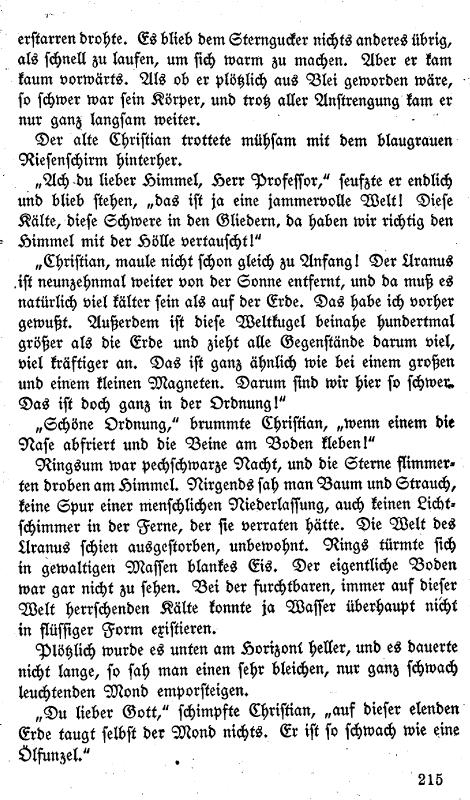 erstarren drohte. Es blieb dem Sterngucker nichts anderes übrig,
als schnell zu laufen, um sich warm zu machen. Aber er kam
kaum vorwärts. Als ob er plötzlich aus Blei geworden wäre,
so schwer war sein Körper, und trotz aller Anstrengung kam er
nur ganz langsam weiter.
Der alte Christian trottete mühsam mit dem blaugrauen
Riesenschirm hinterher.
„Ach du lieber Himmel, Herr Professor,“ seufzte er endlich
und blieb stehen, „das ist ja eine jammervolle Welt! Diese
Kälte, diese Schwere in den Gliedern, da haben wir richtig den
Himmel mit der Hölle vertauscht!“
„Christian, maule nicht schon gleich zu Anfang! Der Uranus
ist neunzehnmal weiter von der Sonne entfernt, und da muß es
natürlich viel kälter sein als auf der Erde. Das habe ich vorher
gewußt. Außerdem ist diese Weltkugel beinahe hundertmal
größer als die Erde und zieht alle Gegenstände darum viel,
viel kräftiger an. Das ist ganz ähnlich wie bei einem großen
und einem kleinen Magneten. Darum sind wir hier so schwer.
Das ist doch ganz in der Ordnung!“
„Schöne Ordnung,“ brummte Christian, „wenn einem die
Nase abfriert und die Beine am Boden kleben!“
Ringsum war pechschwarze Nacht, und die Sterne flimmer-
ten droben am Himmel. Nirgends sah man Baum und Strauch,
keine Spur einer menschlichen Niederlassung, auch keinen Licht-
schimmer in der Ferne, der sie verraten hätte. Die Welt des
Uranus schien ausgestorben, unbewohnt. Rings türmte sich
in gewaltigen Massen blankes Eis. Der eigentliche Boden
war gar nicht zu sehen. Bei der furchtbaren, immer auf dieser
Welt herrschenden Kälte konnte ja Wasser überhaupt nicht
in flüssiger Form existieren.
Plötzlich wurde es unten am Horizont heller, und es dauerte
nicht lange, so sah man einen sehr bleichen, nur ganz schwach
leuchtenden Mond emporsteigen.
„Du lieber Gott,“ schimpfte Christian, „auf dieser elenden
Erde taugt selbst der Mond nichts. Er ist so schwach wie eine
Ölfunzel.“
215